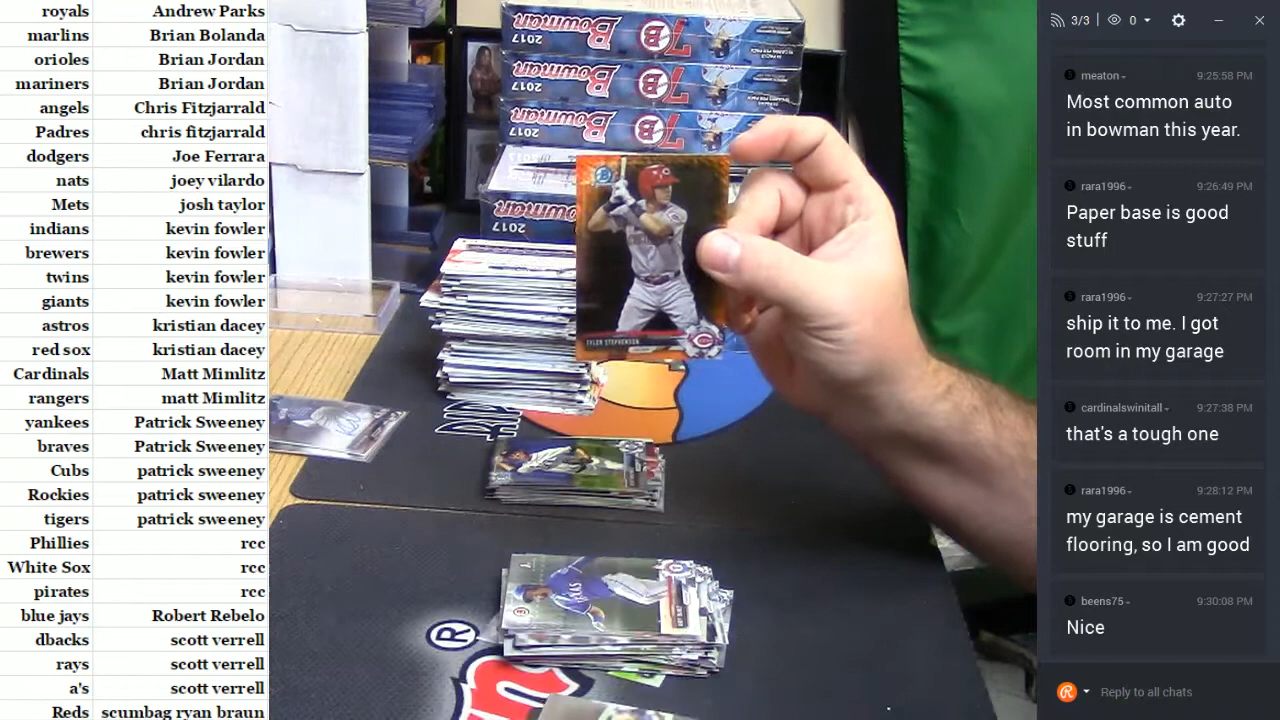 royals Andrew Parks
marlins Brian Bolanda
orioles Brian Jordan
mariners Brian Jordan
angels Chris Fitzjarrald
Padres chris fitzjarrald
dodgers Joe Ferrara
nats joey vilardo
Mets josh taylor
indians kevin fowler
brewers kevin fowler
twins kevin fowler
giants kevin fowler
astros kristian dacey
red sox kristian dacey
Cardinals Matt Mimlitz
rangers matt Mimlitz
yankees Patrick Sweeney
braves Patrick Sweeney
Cubs patrick sweeney
Rockies patrick sweeney
tigers patrick sweeney
Phillies rcc
White Sox rcc
pirates rcc
blue jays Robert Rebelo
dbacks scott verrell
rays scott verrell
a's scott verrell
Reds scumbag ryan braun
2017 Bowman 70 B
2017 Bowman 7 B
2017 Bowman 7 B
2017 Bowman
TYLER STEPHENSON
RIP
TEXAS
®
3/3 0
meaton 9:25:58 PM
Most common auto
in bowman this year.
rara1996 9:26:49 PM
Paper base is good
stuff
rara1996 9:27:27 PM
ship it to me. I got
room in my garage
cardinalswinitall 9:27:38 PM
that's a tough one
rara1996 9:28:12 PM
my garage is cement
flooring, so I am good
beens75 9:30:08 PM
Nice
Reply to all chats